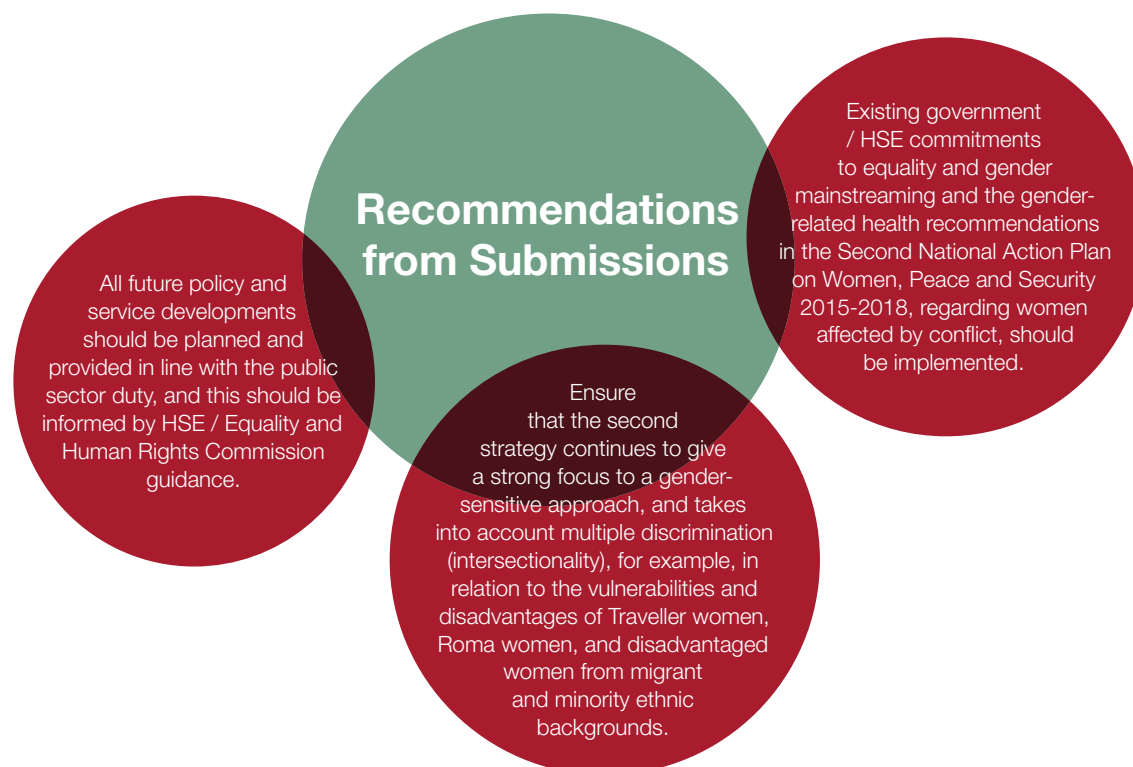 Recommendations
from Submissions
All future policy and
service developments
should be planned and
provided in line with the public
sector duty, and this should be
informed by HSE / Equality and
Human Rights Commission
guidance.
Ensure
that the second
strategy continues to give
a strong focus to a gender-
sensitive approach, and takes
into account multiple discrimination
(intersectionality), for example, in
relation to the vulnerabilities and
disadvantages of Traveller women,
Roma women, and disadvantaged
women from migrant
and minority ethnic
backgrounds.
Existing government
/ HSE commitments
to equality and gender
mainstreaming and the gender-
related health recommendations
in the Second National Action Plan
on Women, Peace and Security
2015-2018, regarding women
affected by conflict, should
be implemented.